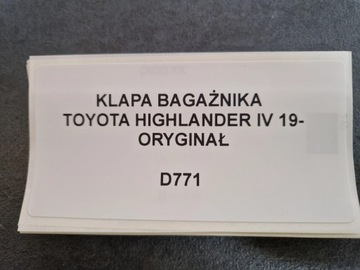 KLAPA BAGAŻNIKA
TOYOTA HIGHLANDER IV 19-
ORYGINAŁ
D771